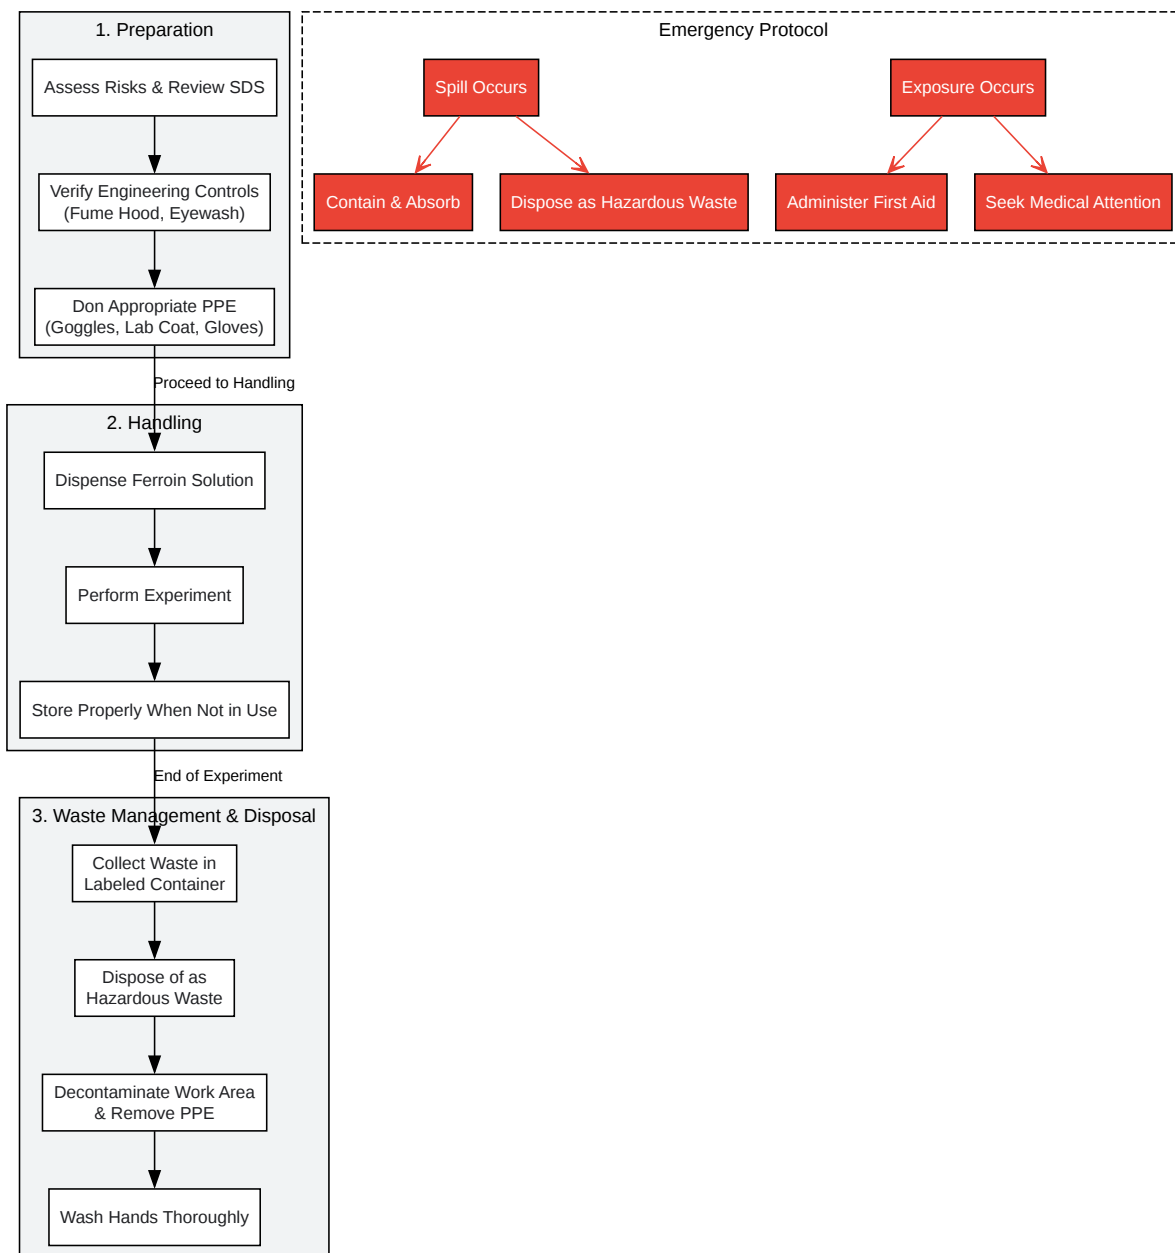 1. Preparation
Assess Risks & Review SDS
Verify Engineering Controls
(Fume Hood, Eyewash)
Don Appropriate PPE
(Goggles, Lab Coat, Gloves)
Proceed to Handling
2. Handling
Dispense Ferroin Solution
Perform Experiment
Store Properly When Not in Use
End of Experiment
3. Waste Management & Disposal
Collect Waste in
Labeled Container
Dispose of as
Hazardous Waste
Decontaminate Work Area
& Remove PPE
Wash Hands Thoroughly
Emergency Protocol
Spill Occurs
Contain & Absorb
Dispose as Hazardous Waste
Exposure Occurs
Administer First Aid
Seek Medical Attention